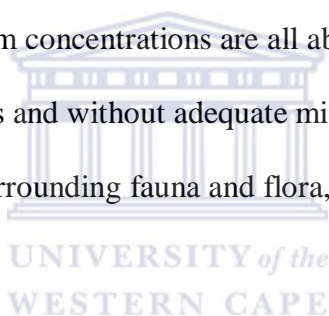 m concentrations are all ab
s and without adequate mi
rrounding fauna and flora,
UNIVERSITY of the
WESTERN CAPE